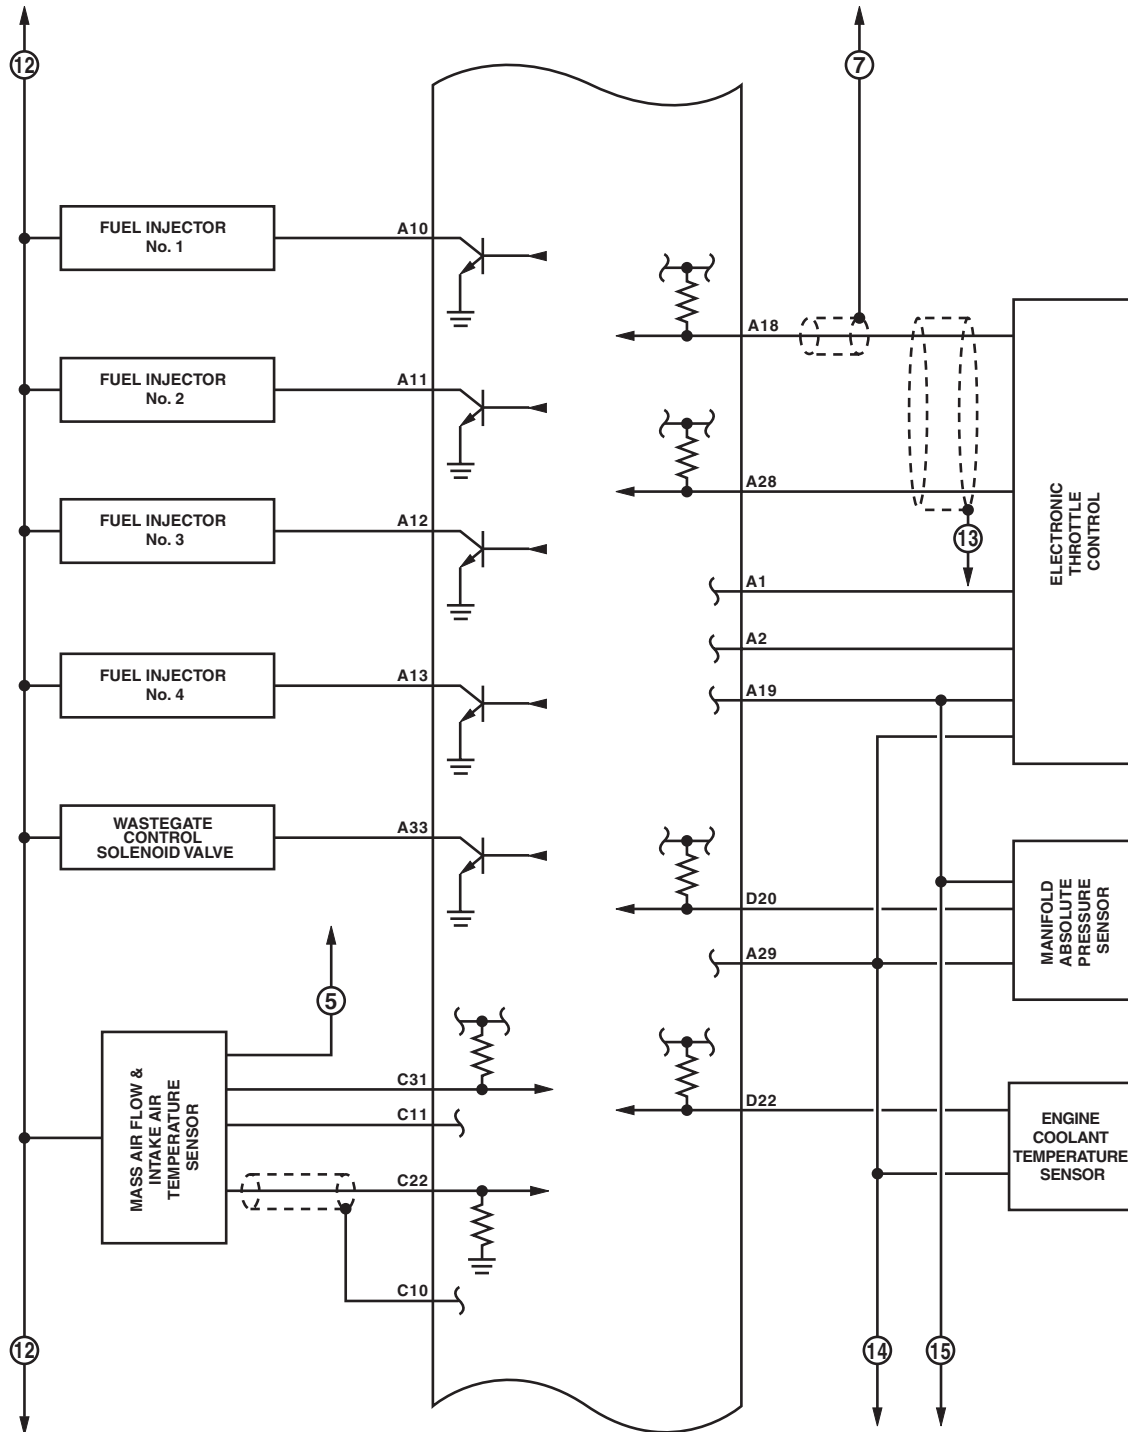 12
7
FUEL INJECTOR
No. 1
A10
A18
FUEL INJECTOR
No. 2
A11
A28
FUEL INJECTOR
No. 3
A12
13
ELECTRONIC
THROTTLE
CONTROL
A1
A2
FUEL INJECTOR
No. 4
A13
A19
WASTEGATE
CONTROL
SOLENOID VALVE
A33
D20
MANIFOLD
ABSOLUTE
PRESSURE
SENSOR
A29
5
MASS AIR FLOW &
INTAKE AIR
TEMPERATURE
SENSOR
C31
C11
C22
C10
D22
ENGINE
COOLANT
TEMPERATURE
SENSOR
12
14
15